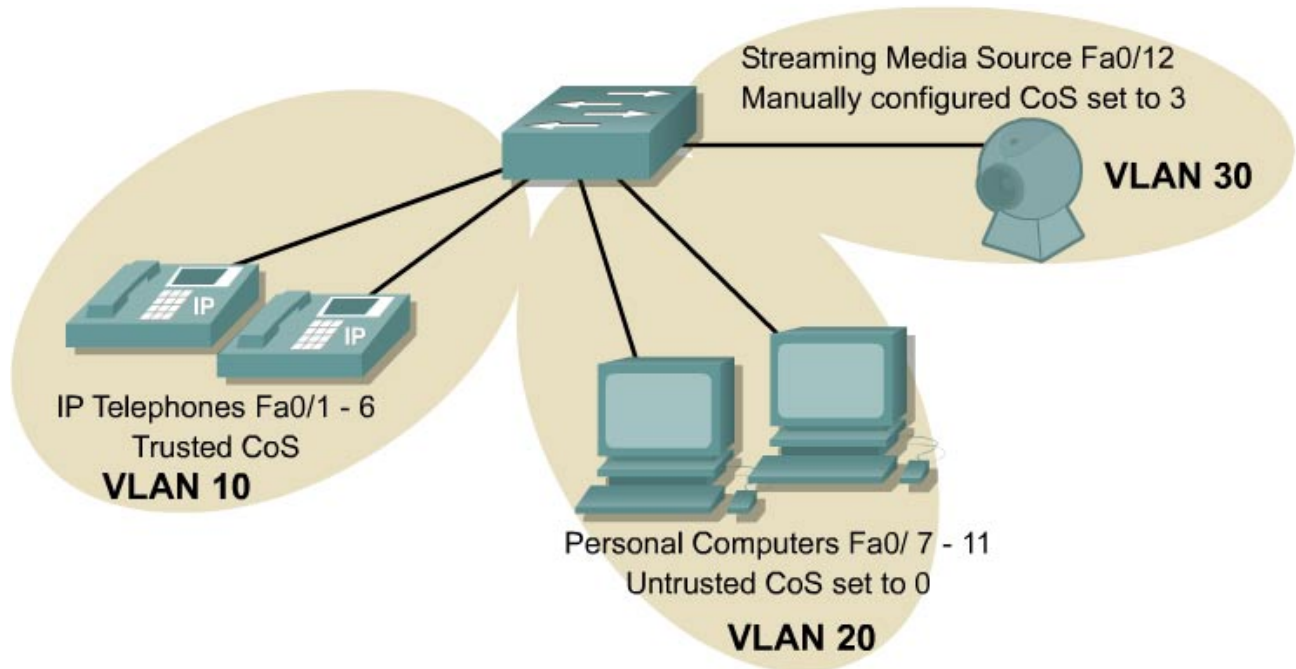 Streaming Media Source Fa0/12
Manually configured CoS set to 3
VLAN 30
IP
IP
IP Telephones Fa0/1 - 6
Trusted CoS
VLAN 10
Personal Computers Fa0/ 7 - 11
Untrusted CoS set to 0
VLAN 20